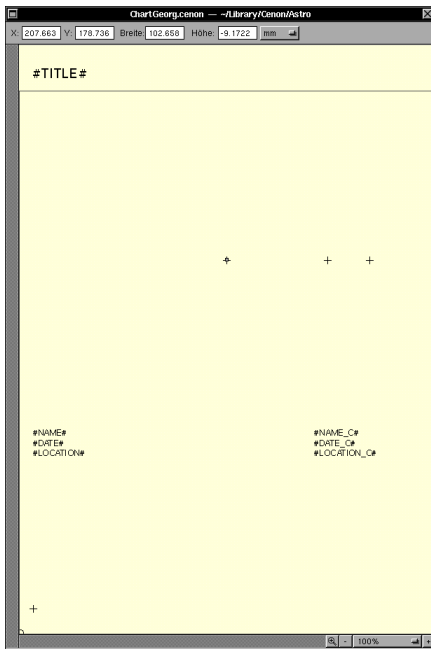 ChartGeorg.cenon — ~/Library/Cenon/Astro
X: 207.663 Y: 178.736 Breite: 102.658 Höhe: -9.1722 mm
#TITLE#
#NAME# #NAME_C#
#DATE# #DATE_C#
#LOCATION# #LOCATION_C#
- 100% +